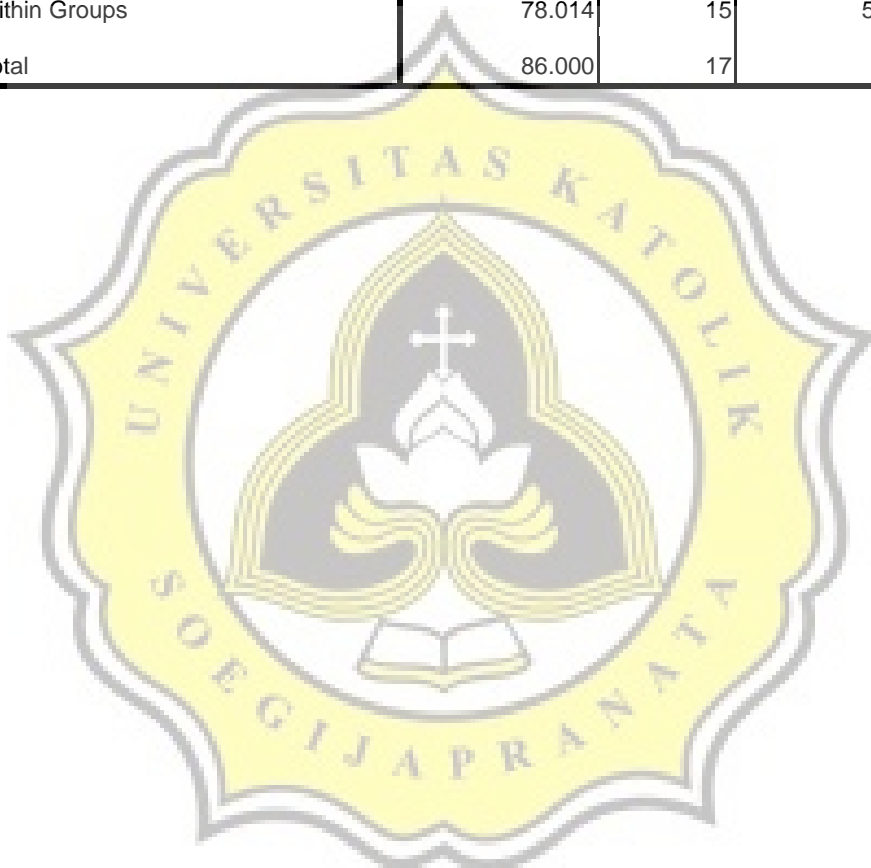 ithin Groups 78.014 15 5
otal 86.000 17
UNIVERSITAS KATOLIK
SOEGIJAPRANATA